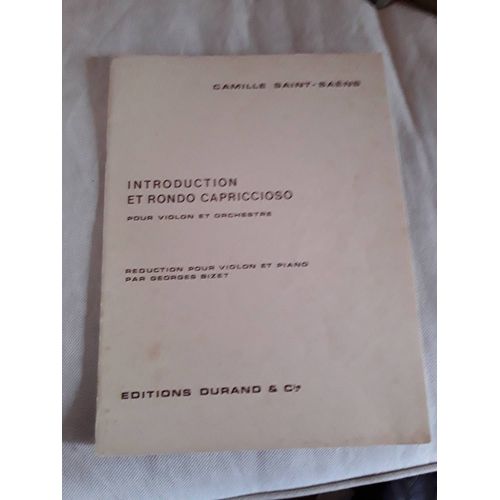 CAMILLE SAINT-SAËNS
INTRODUCTION
ET RONDO CAPRICCIOSO
POUR VIOLON ET ORCHESTRE
REDUCTION POUR VIOLON ET PIANO
PAR GEORGES BIZET
EDITIONS DURAND & Cie